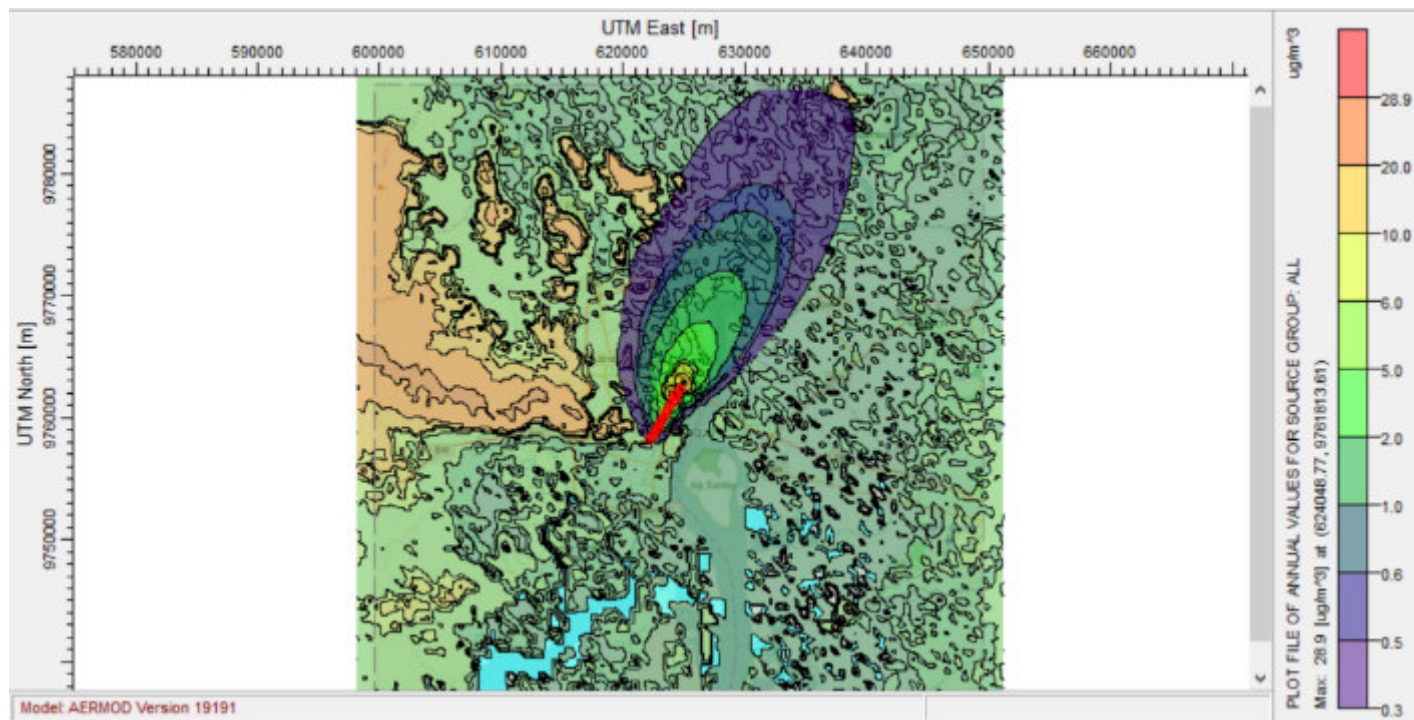 UTM East [m]
580000 590000 600000 610000 620000 630000 640000 650000 660000
UTM North [m]
9780000
9770000
9760000
9750000
PLOT FILE OF ANNUAL VALUES FOR SOURCE GROUP: ALL
ug/m^3
Max: 28.9 [ug/m^3] at (624048.77, 9761813.61)
28.9
20.0
10.0
6.0
5.0
2.0
1.0
0.6
0.5
0.3
Model: AERMOD Version 19191